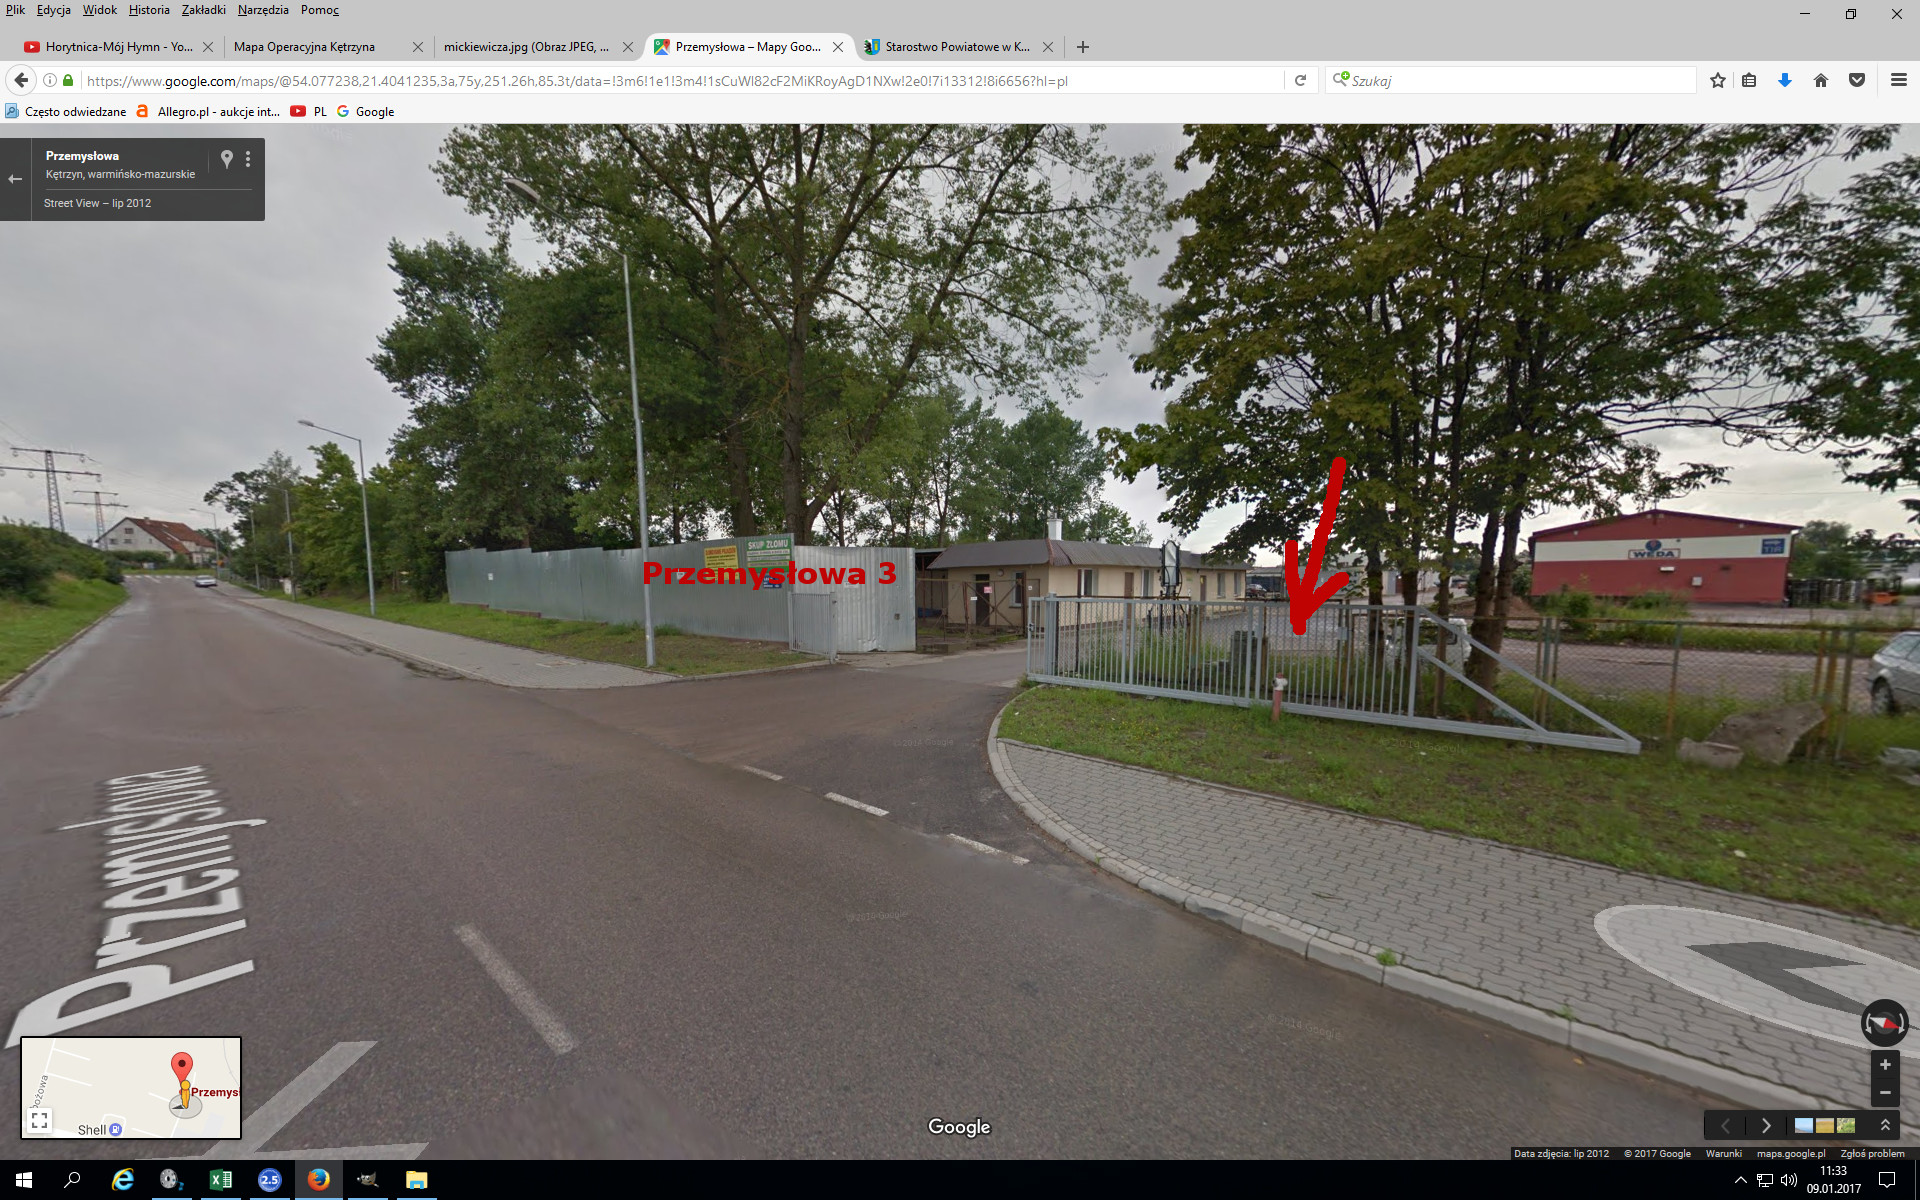 Plik Edycja Widok Historia Zakładki Narzędzia Pomoc
Horytnica-Mój Hymn - Yo...
Mapa Operacyjna Kętrzyna
mickiewicza.jpg (Obraz JPEG, ...
Przemysłowa – Mapy Goo...
Starostwo Powiatowe w K...
https://www.google.com/maps/@54.077238,21.4041235,3a,75y,251.26h,85.3t/data=!3m6!1e1!3m4!1sCuWl82cF2MiKRoyAgD1NXw!2e0!7i13312!8i6656?hl=pl
Szukaj
Często odwiedzane
Allegro.pl - aukcje int...
PL
Google
Przemysłowa
Kętrzyn, warmińsko-mazurskie
Street View – lip 2012
SKUP ZŁOMU
Przemysłowa 3
WEDA
Przemysłowa
Przemysł
Shell
Google
Data zdjęcia: lip 2012 © 2017 Google Warunki maps.google.pl Zgłoś problem
2.5
11:33
09.01.2017